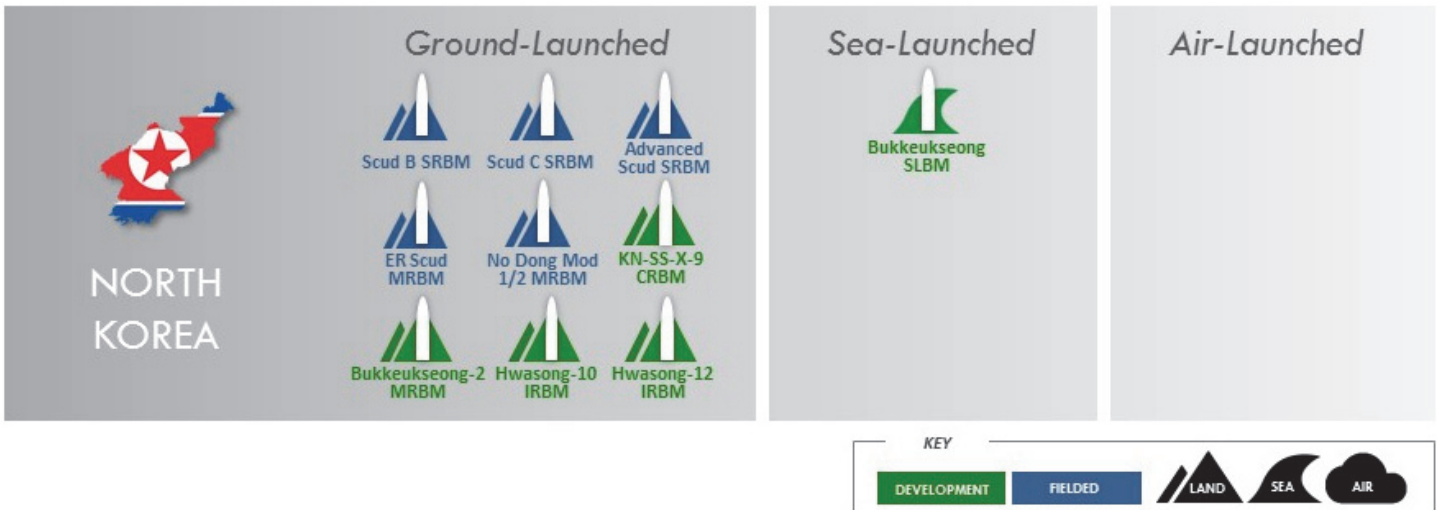 Ground-Launched
Sea-Launched
Air-Launched
NORTH
KOREA
Scud B SRBM
Scud C SRBM
Advanced
Scud SRBM
ER Scud
MRBM
No Dong Mod
1/2 MRBM
KN-SS-X-9
CRBM
Bukkeukseong-2
MRBM
Hwasong-10
IRBM
Hwasong-12
IRBM
Bukkeukseong
SLBM
KEY
DEVELOPMENT
FIELDED
LAND
SEA
AIR